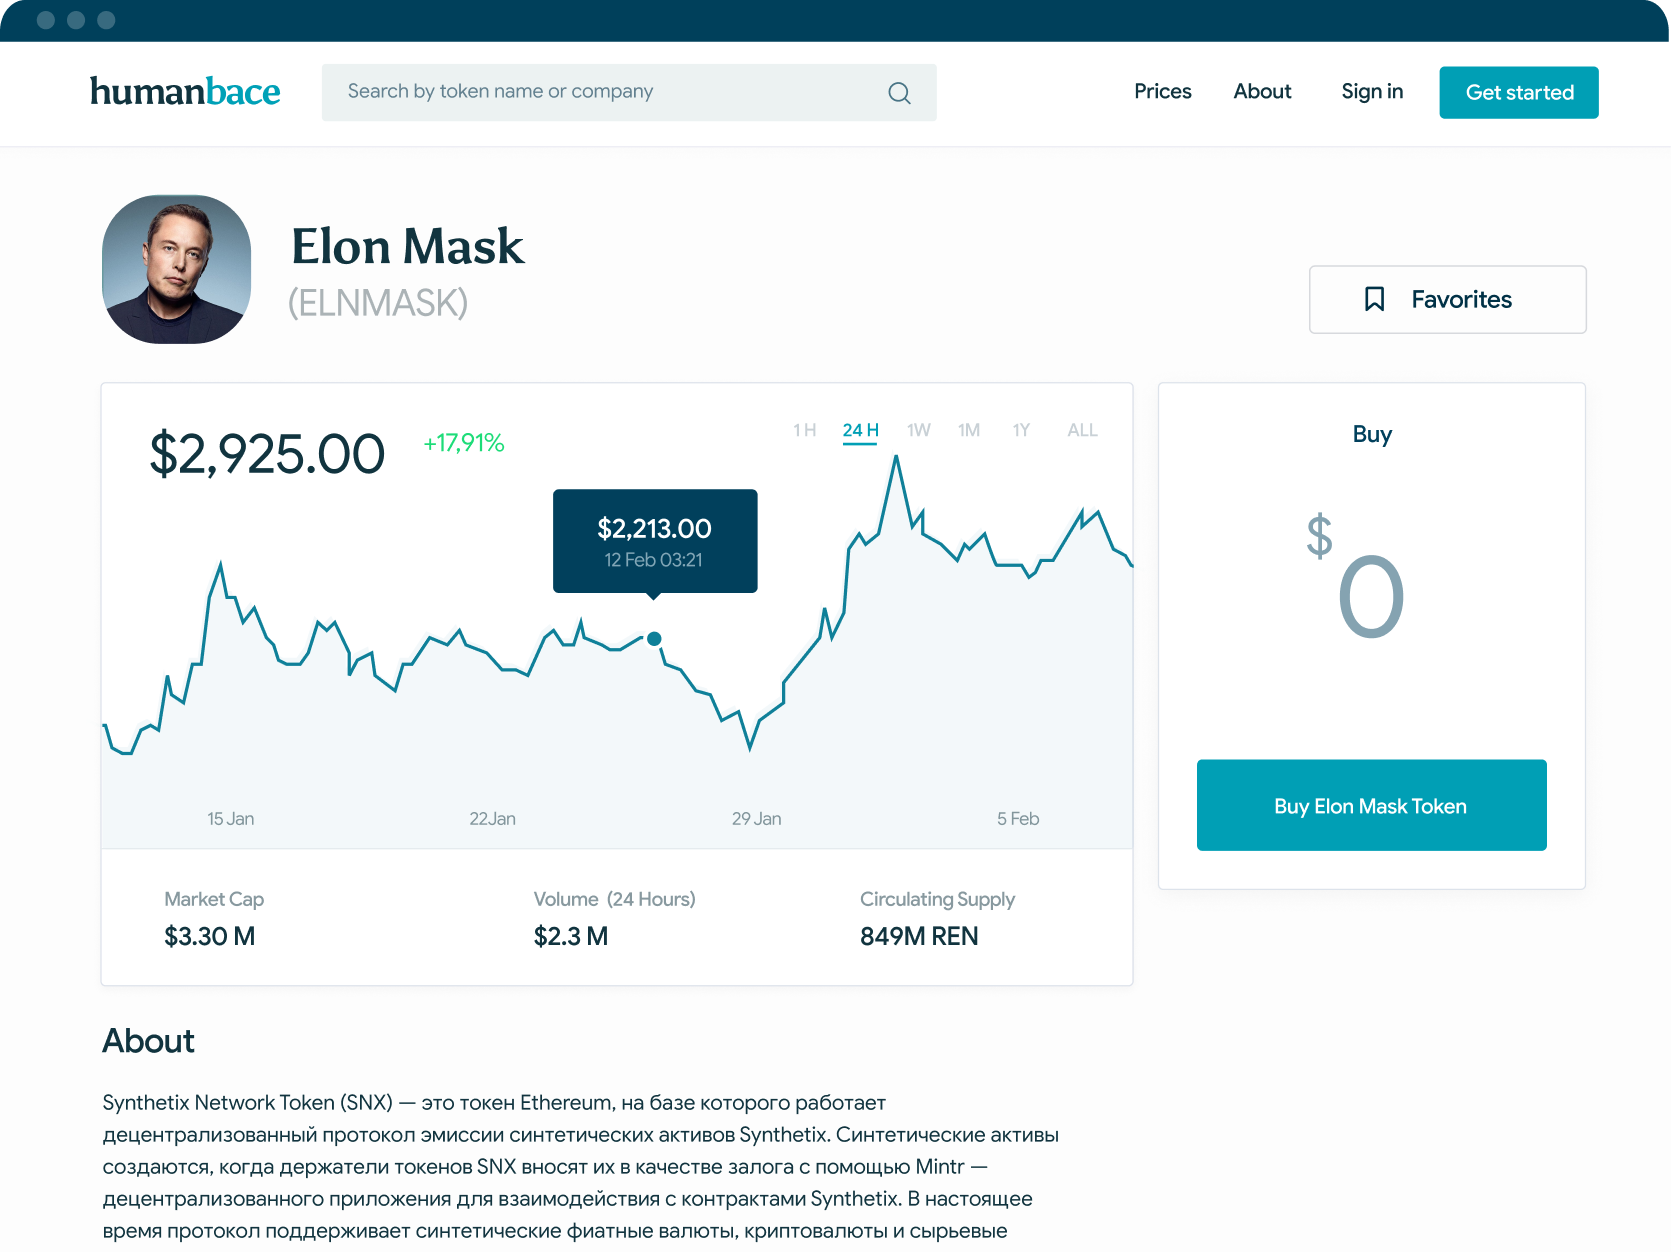 humanbace
Search by token name or company
Prices
About
Sign in
Get started
Elon Mask
(ELNMASK)
Favorites
$2,925.00
+17,91%
1 H
24 H
1W
1M
1Y
ALL
$2,213.00
12 Feb 03:21
15 Jan
22Jan
29 Jan
5 Feb
Market Cap
$3.30 M
Volume (24 Hours)
$2.3 M
Circulating Supply
849M REN
Buy
$
0
Buy Elon Mask Token
About
Synthetix Network Token (SNX) — это токен Ethereum, на базе которого работает
децентрализованный протокол эмиссии синтетических активов Synthetix. Синтетические активы
создаются, когда держатели токенов SNX вносят их в качестве залога с помощью Mintr —
децентрализованного приложения для взаимодействия с контрактами Synthetix. В настоящее
время протокол поддерживает синтетические фиатные валюты, криптовалюты и сырьевые